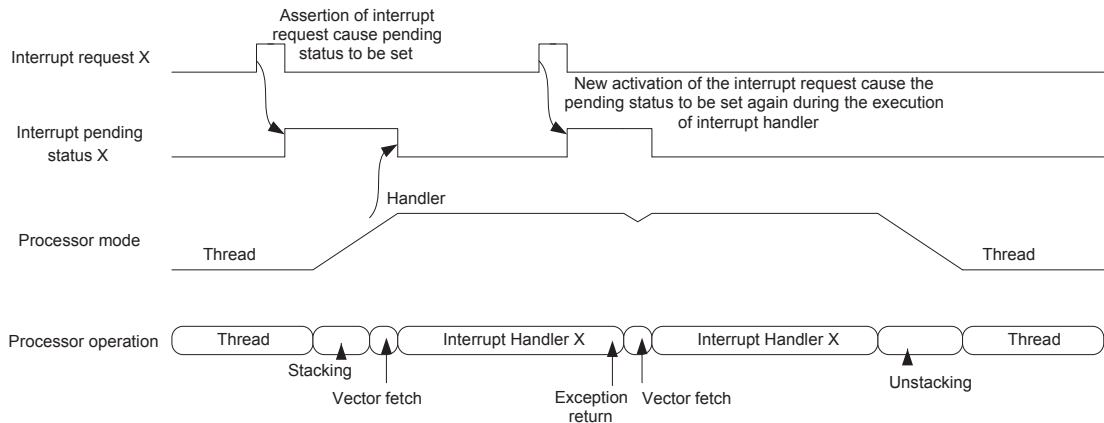 Assertion of interrupt
request cause pending
status to be set
Interrupt request X
New activation of the interrupt request cause the
pending status to be set again during the execution
of interrupt handler
Interrupt pending
status X
Handler
Processor mode
Thread
Thread
Processor operation
Thread
Interrupt Handler X
Interrupt Handler X
Thread
Stacking
Vector fetch
Exception
return
Vector fetch
Unstacking